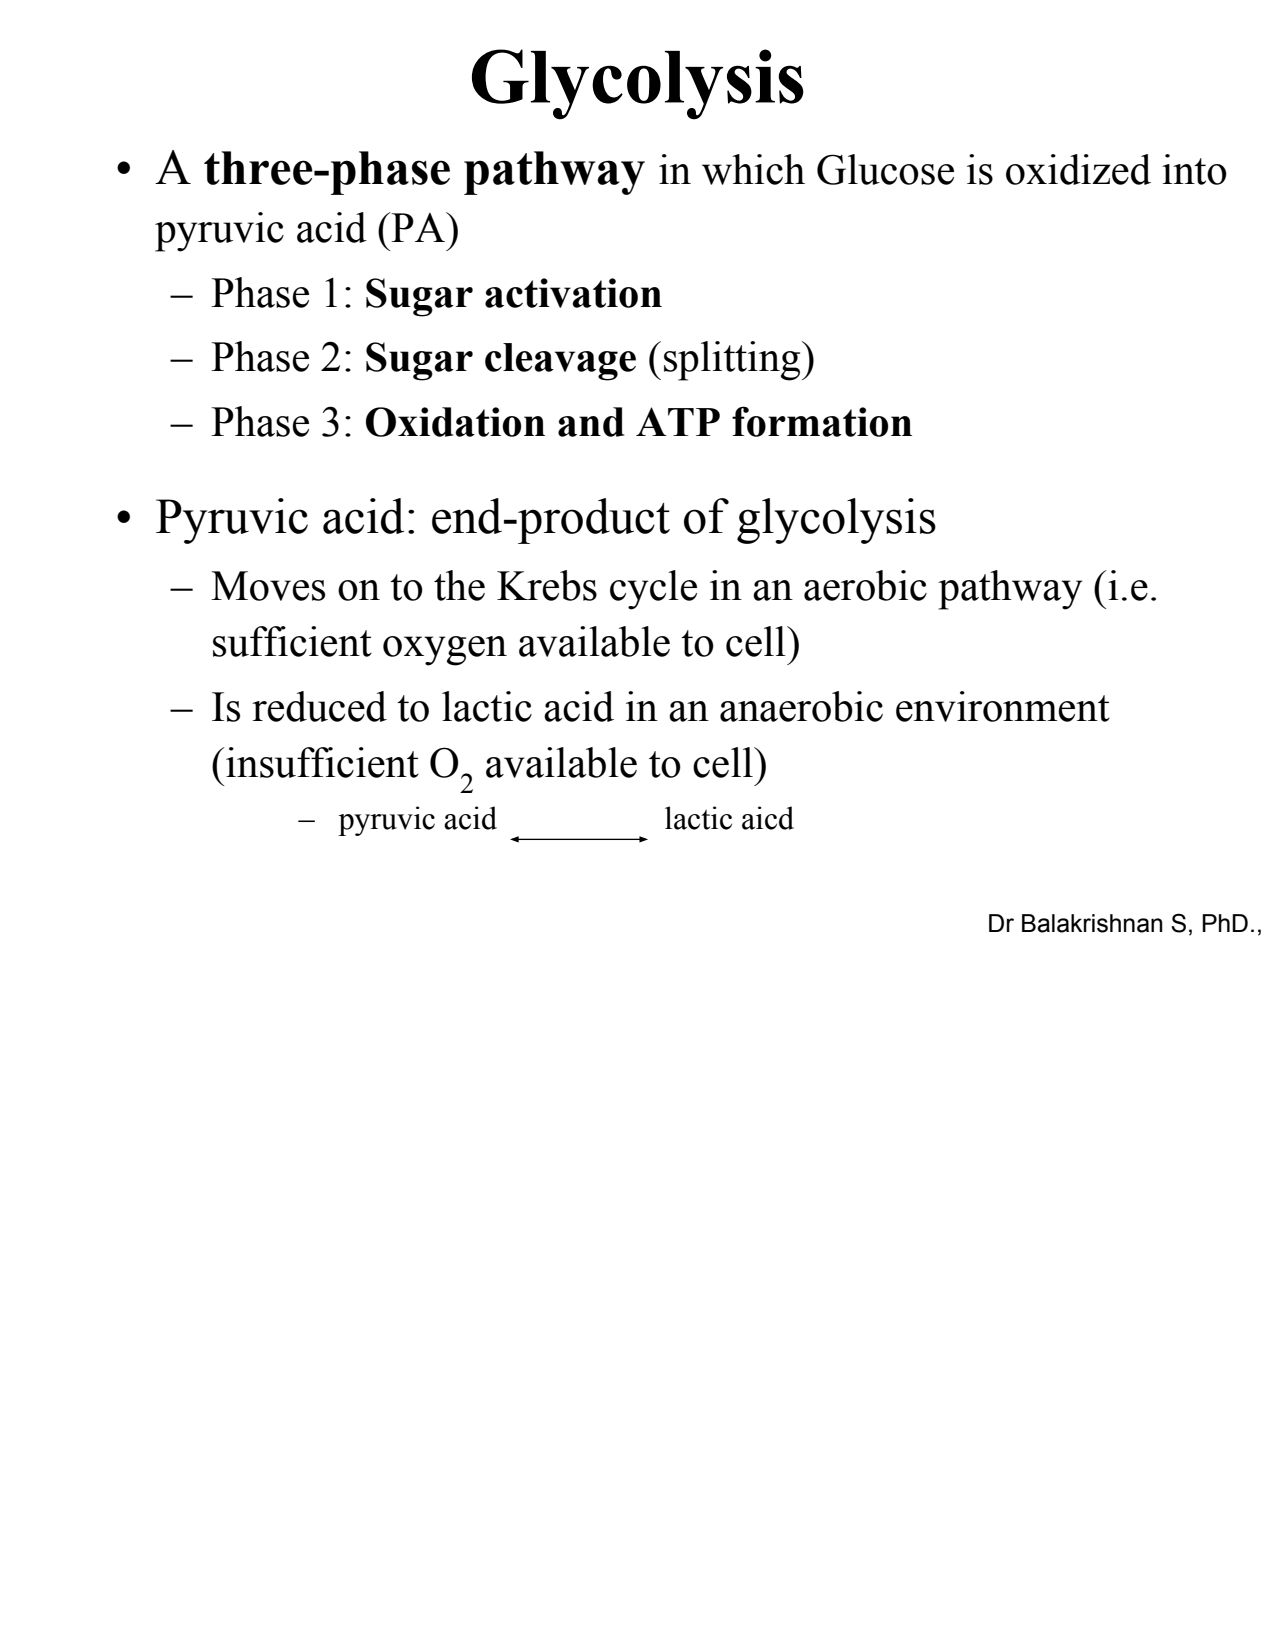 Glycolysis
• A three-phase pathway in which Glucose is oxidized into
pyruvic acid (PA)
– Phase 1: Sugar activation
– Phase 2: Sugar cleavage (splitting)
– Phase 3: Oxidation and ATP formation
• Pyruvic acid: end-product of glycolysis
– Moves on to the Krebs cycle in an aerobic pathway (i.e.
sufficient oxygen available to cell)
– Is reduced to lactic acid in an anaerobic environment
(insufficient O₂ available to cell)
– pyruvic acid ⟷ lactic aicd
Dr Balakrishnan S, PhD.,